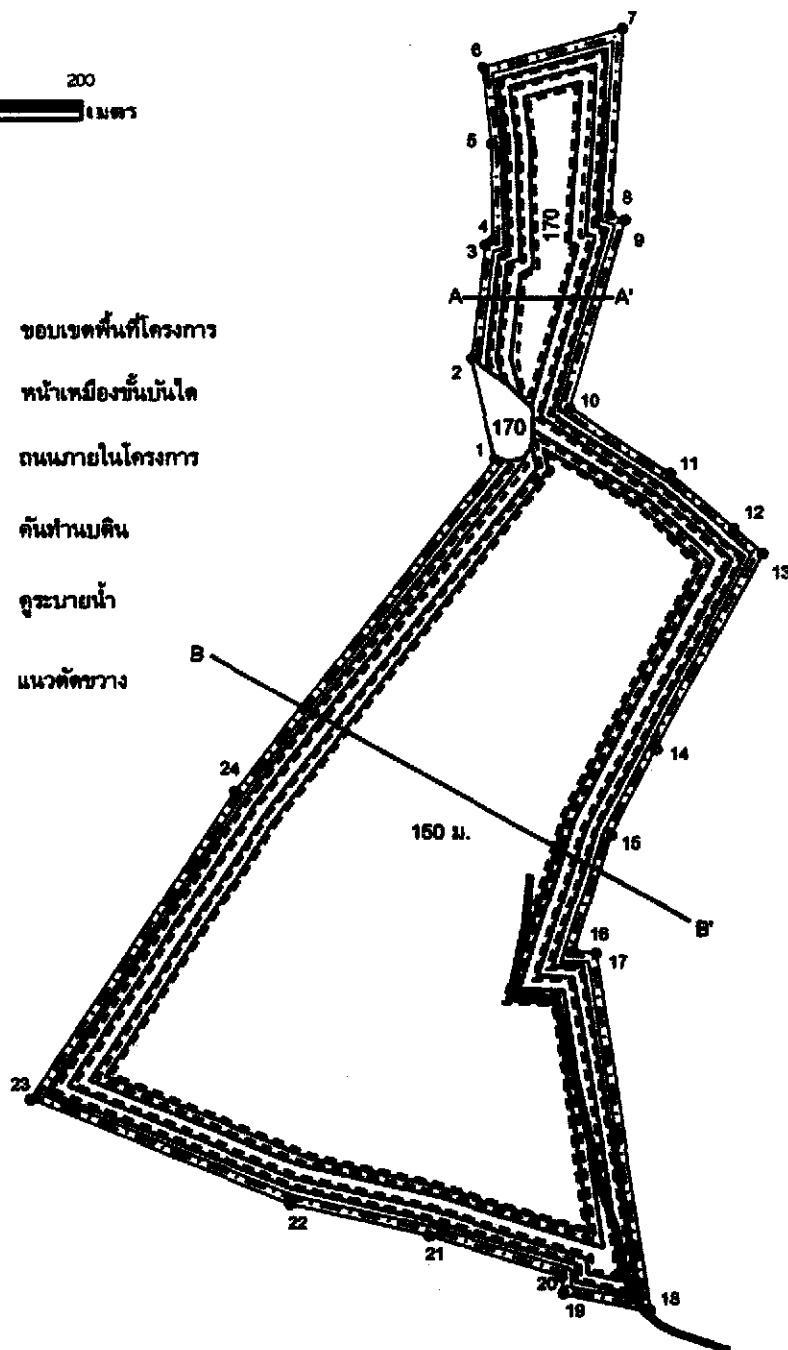 7
6
200
เมตร
5
170
8
4
9
3
A
A'
ขอบเขตพื้นที่โครงการ
2
หน้าเหมืองขั้นบันได
10
170
1
ถนนภายในโครงการ
11
คันทำนบดิน
12
13
คูระบายน้ำ
B
แนวตัดขวาง
14
24
150 ม.
15
B'
16
17
23
22
21
20
19
18